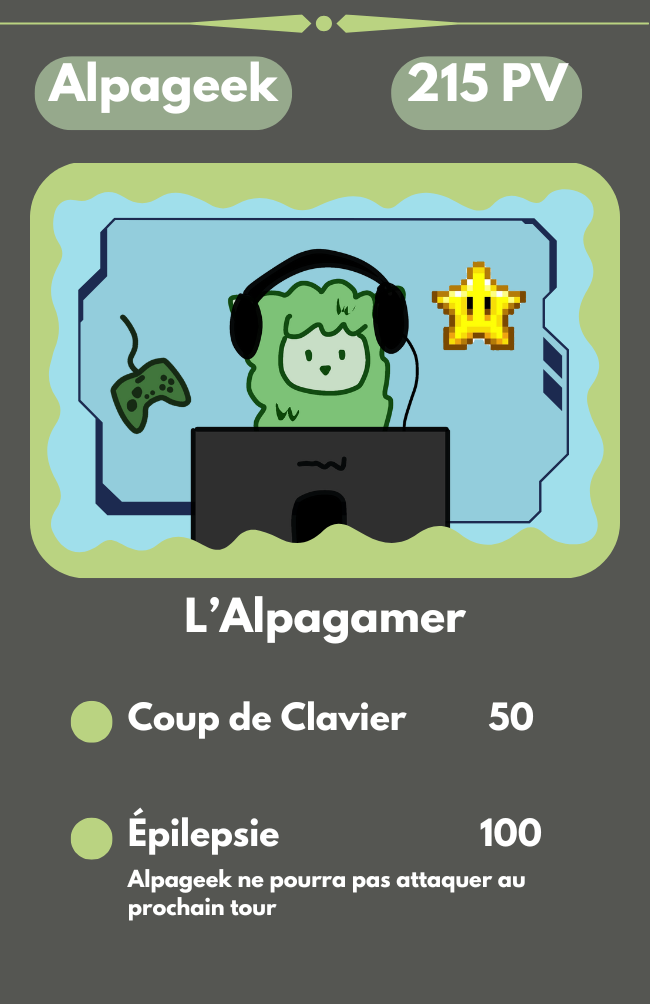 Alpageek 215 PV
L’Alpagamer
Coup de Clavier 50
Épilepsie 100
Alpageek ne pourra pas attaquer au
prochain tour